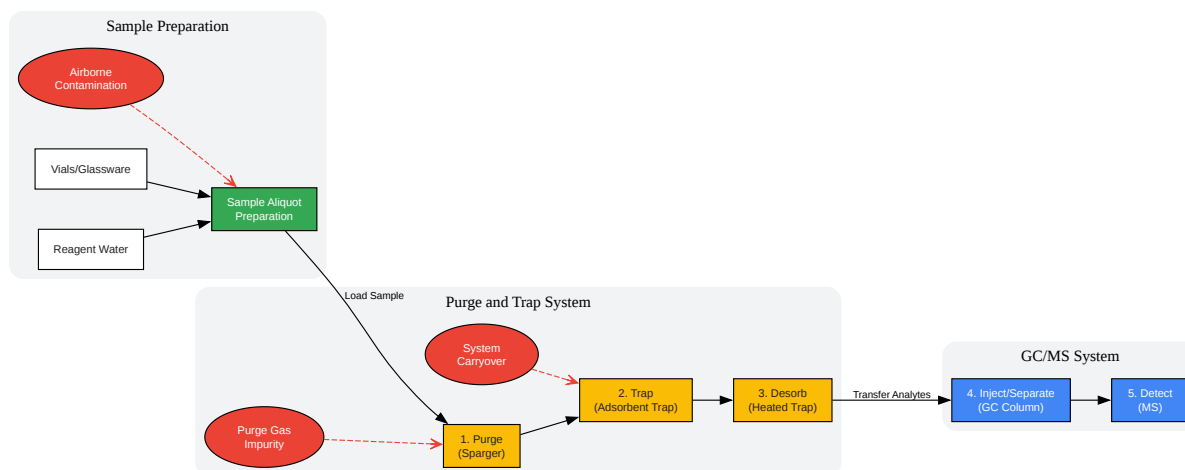 Sample Preparation
Airborne
Contamination
Vials/Glassware
Sample Aliquot
Preparation
Reagent Water
Load Sample
Purge and Trap System
System
Carryover
Purge Gas
Impurity
1. Purge
(Sparger)
2. Trap
(Adsorbent Trap)
3. Desorb
(Heated Trap)
Transfer Analytes
GC/MS System
4. Inject/Separate
(GC Column)
5. Detect
(MS)